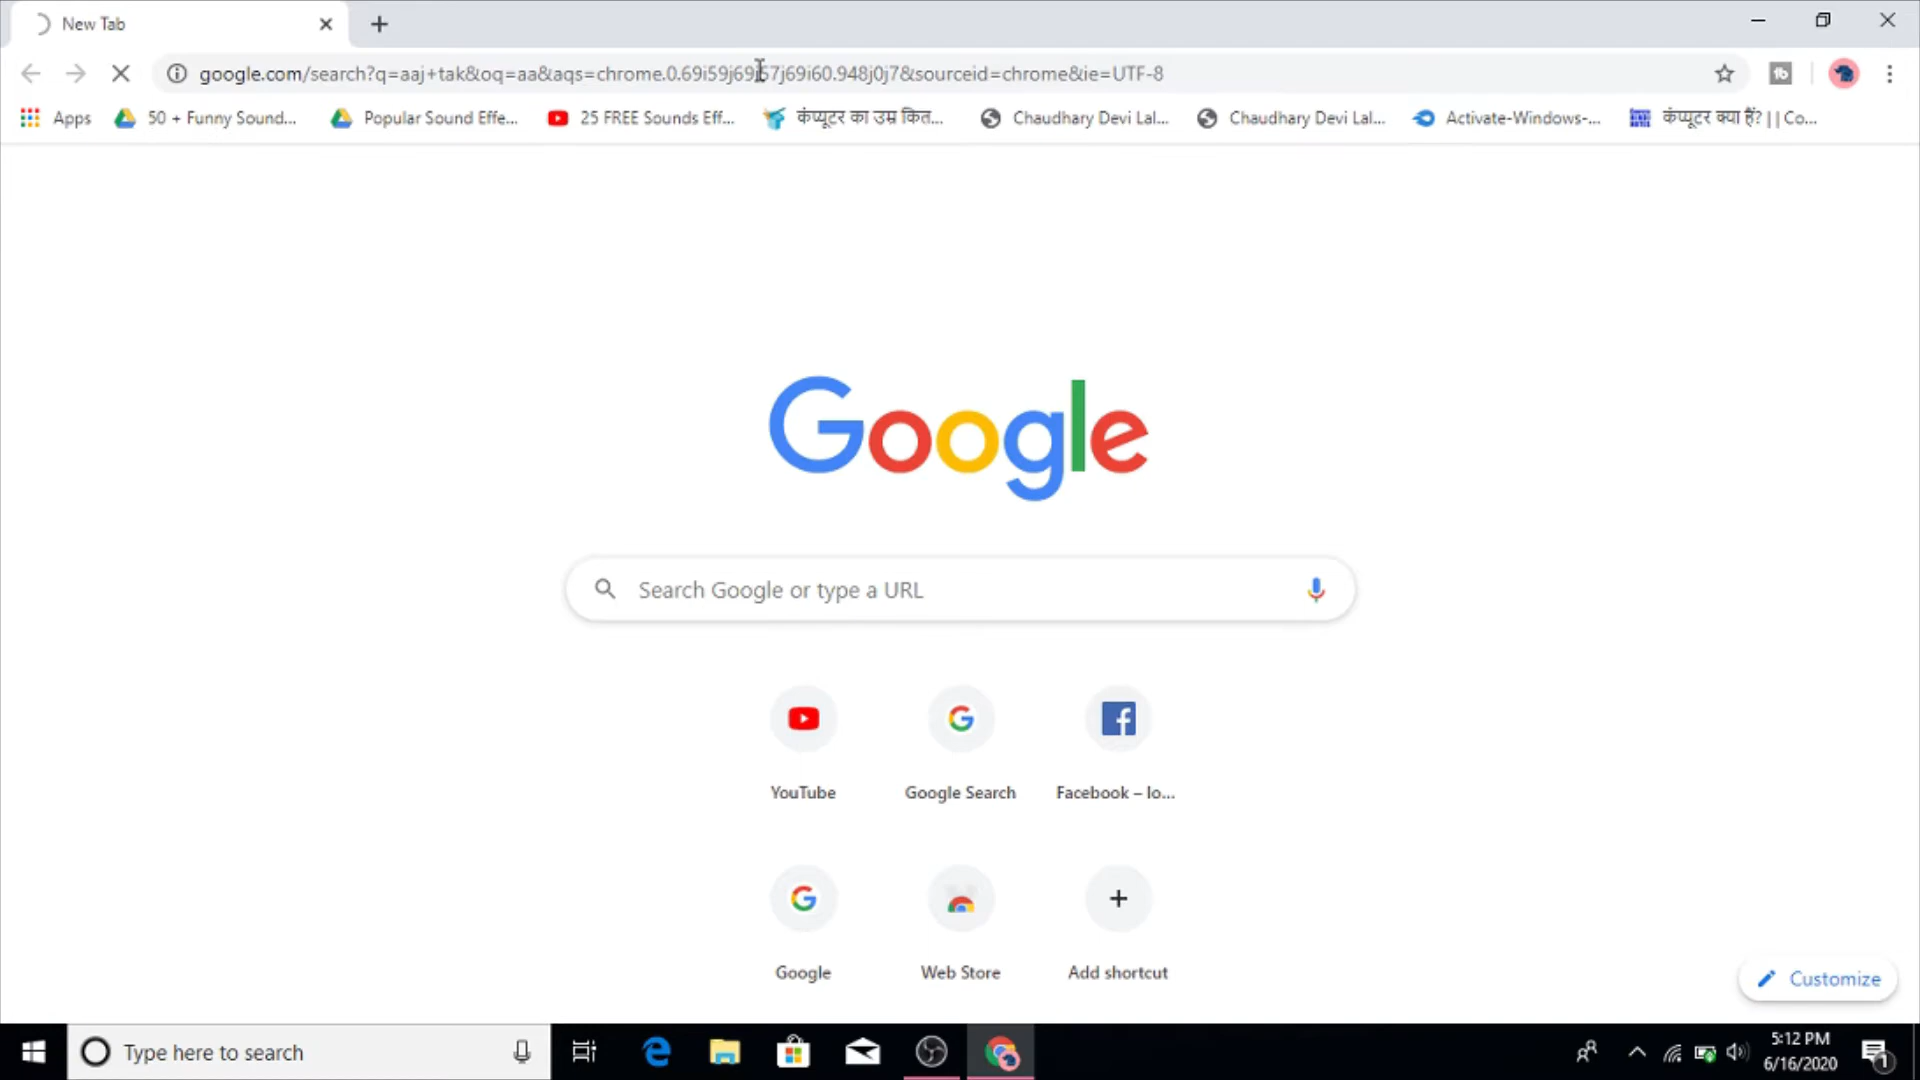 New Tab
google.com/search?q=aaj+tak&oq=aa&aqs=chrome.0.69i59j69i57j69i60.948j0j7&sourceid=chrome&ie=UTF-8
Apps 50 + Funny Sound... Popular Sound Effe... 25 FREE Sounds Eff... कंप्यूटर का उम्र कित... Chaudhary Devi Lal... Chaudhary Devi Lal... Activate-Windows-... कंप्यूटर क्या हैं? | | Co...
Google
Search Google or type a URL
YouTube Google Search Facebook – lo...
Google Web Store Add shortcut
Customize
Type here to search
5:12 PM
6/16/2020
1